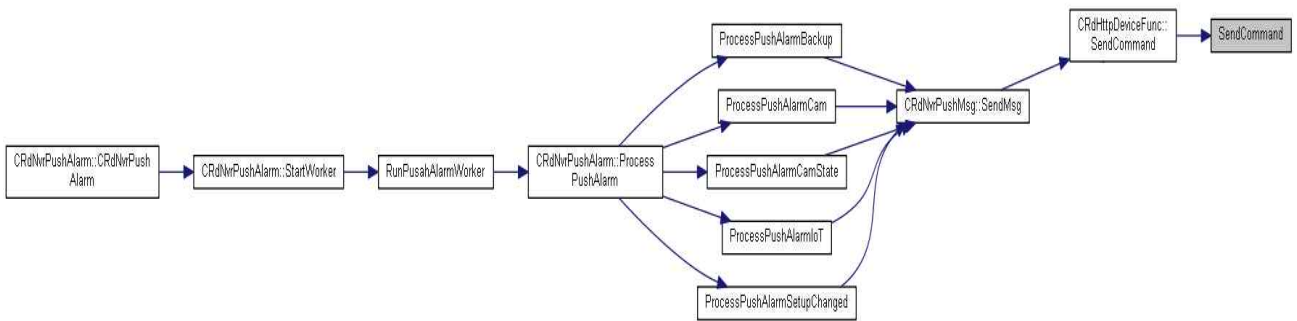 CRdNvrPushAlarm::CRdNvrPush
Alarm
CRdNvrPushAlarm::StartWorker
RunPusahAlarmWorker
CRdNvrPushAlarm::Process
PushAlarm
ProcessPushAlarmBackup
ProcessPushAlarmCam
ProcessPushAlarmCamState
ProcessPushAlarmIoT
ProcessPushAlarmSetupChanged
CRdNvrPushMsg::SendMsg
CRdHttpDeviceFunc::
SendCommand
SendCommand